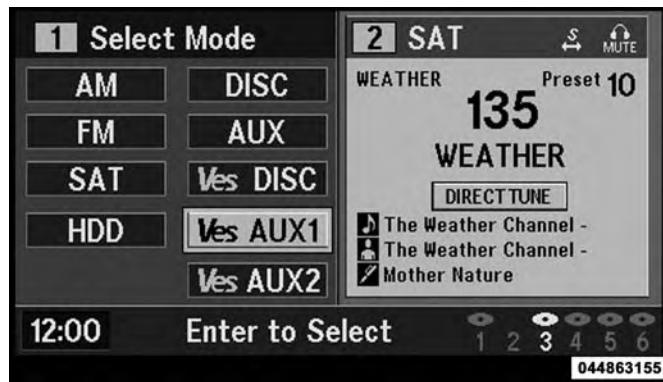 1 Select Mode
AM
DISC
FM
AUX
SAT
Ves DISC
HDD
Ves AUX1
Ves AUX2
2 SAT
S
MUTE
WEATHER
Preset 10
135
WEATHER
DIRECT TUNE
The Weather Channel -
The Weather Channel -
Mother Nature
12:00
Enter to Select
1 2 3 4 5 6
044863155